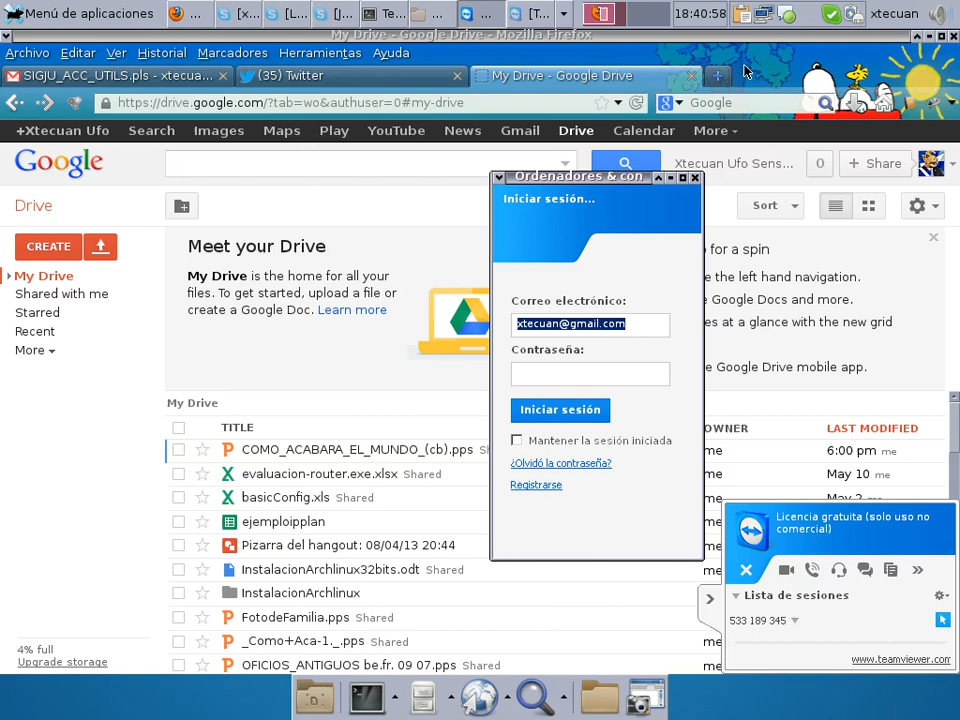 Menú de aplicaciones
...
[x...
[L...
[J...
Te...
...
...
[T...
18:40:58
xtecuan
My Drive - Google Drive - Mozilla Firefox
Archivo Editar Ver Historial Marcadores Herramientas Ayuda
SIGJU_ACC_UTILS.pls - xtecua...
(35) Twitter
My Drive - Google Drive
https://drive.google.com/?tab=wo&authuser=0#my-drive
Google
+Xtecuan Ufo Search Images Maps Play YouTube News Gmail Drive Calendar More
Google
Xtecuan Ufo Sens...
0
+ Share
Drive
Sort
CREATE
My Drive
Shared with me
Starred
Recent
More
4% full
Upgrade storage
Meet your Drive
My Drive is the home for all your
files. To get started, upload a file or
create a Google Doc. Learn more
for a spin
the left hand navigation.
Google Docs and more.
es at a glance with the new grid
Google Drive mobile app.
Ordenadores & con
Iniciar sesión...
Correo electrónico:
xtecuan@gmail.com
Contraseña:
Iniciar sesión
Mantener la sesión iniciada
¿Olvidó la contraseña?
Registrarse
My Drive
TITLE OWNER LAST MODIFIED
COMO_ACABARA_EL_MUNDO_(cb).pps me 6:00 pm me
evaluacion-router.exe.xlsx Shared me May 10 me
basicConfig.xls Shared me May 2 me
ejemploipplan
Pizarra del hangout: 08/04/13 20:44
InstalacionArchlinux32bits.odt Shared
InstalacionArchlinux
FotodeFamilia.pps Shared
_Como+Aca-1._.pps Shared
OFICIOS_ANTIGUOS be.fr. 09 07.pps Shared
Licencia gratuita (solo uso no
comercial)
Lista de sesiones
533 189 345
www.teamviewer.com